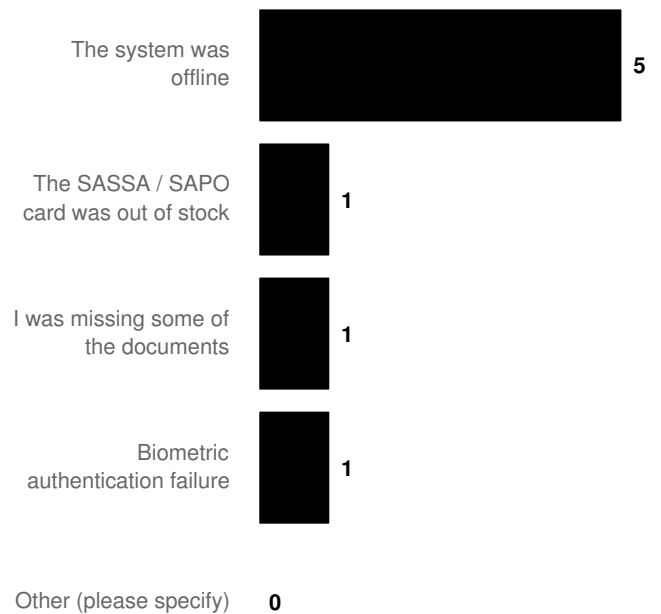 The system was
offline
5
The SASSA / SAPO
card was out of stock
1
I was missing some of
the documents
1
Biometric
authentication failure
1
Other (please specify) 0